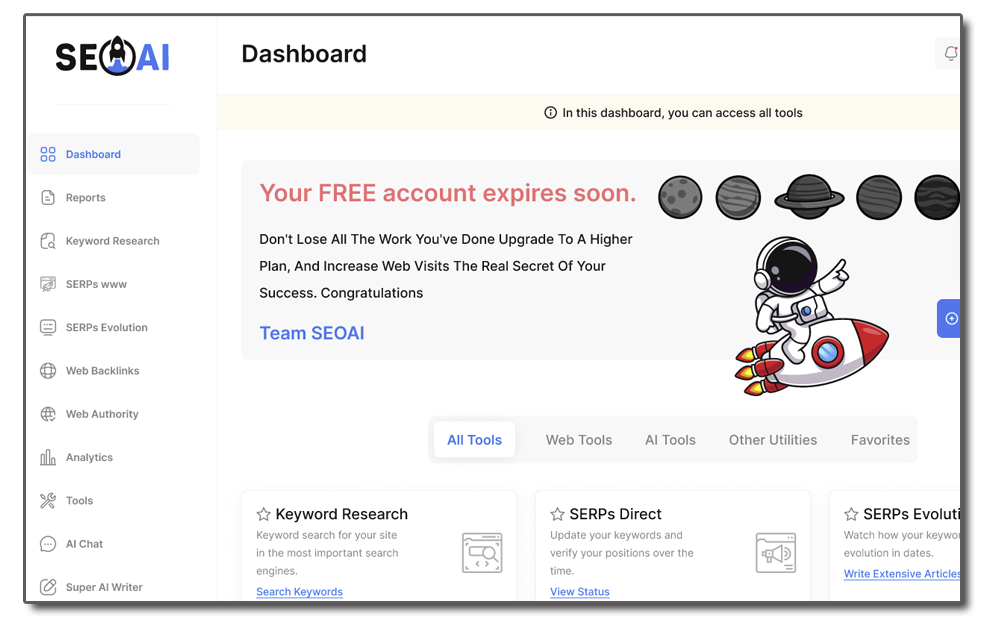 SEOAI
Dashboard
In this dashboard, you can access all tools
Dashboard
Reports
Keyword Research
SERPs www
SERPs Evolution
Web Backlinks
Web Authority
Analytics
Tools
AI Chat
Super AI Writer
Your FREE account expires soon.
Don't Lose All The Work You've Done Upgrade To A Higher
Plan, And Increase Web Visits The Real Secret Of Your
Success. Congratulations
Team SEOAI
All Tools
Web Tools
AI Tools
Other Utilities
Favorites
Keyword Research
Keyword search for your site
in the most important search
engines.
Search Keywords
SERPs Direct
Update your keywords and
verify your positions over the
time.
View Status
SERPs Evoluti
Watch how your keywor
evolution in dates.
Write Extensive Articles